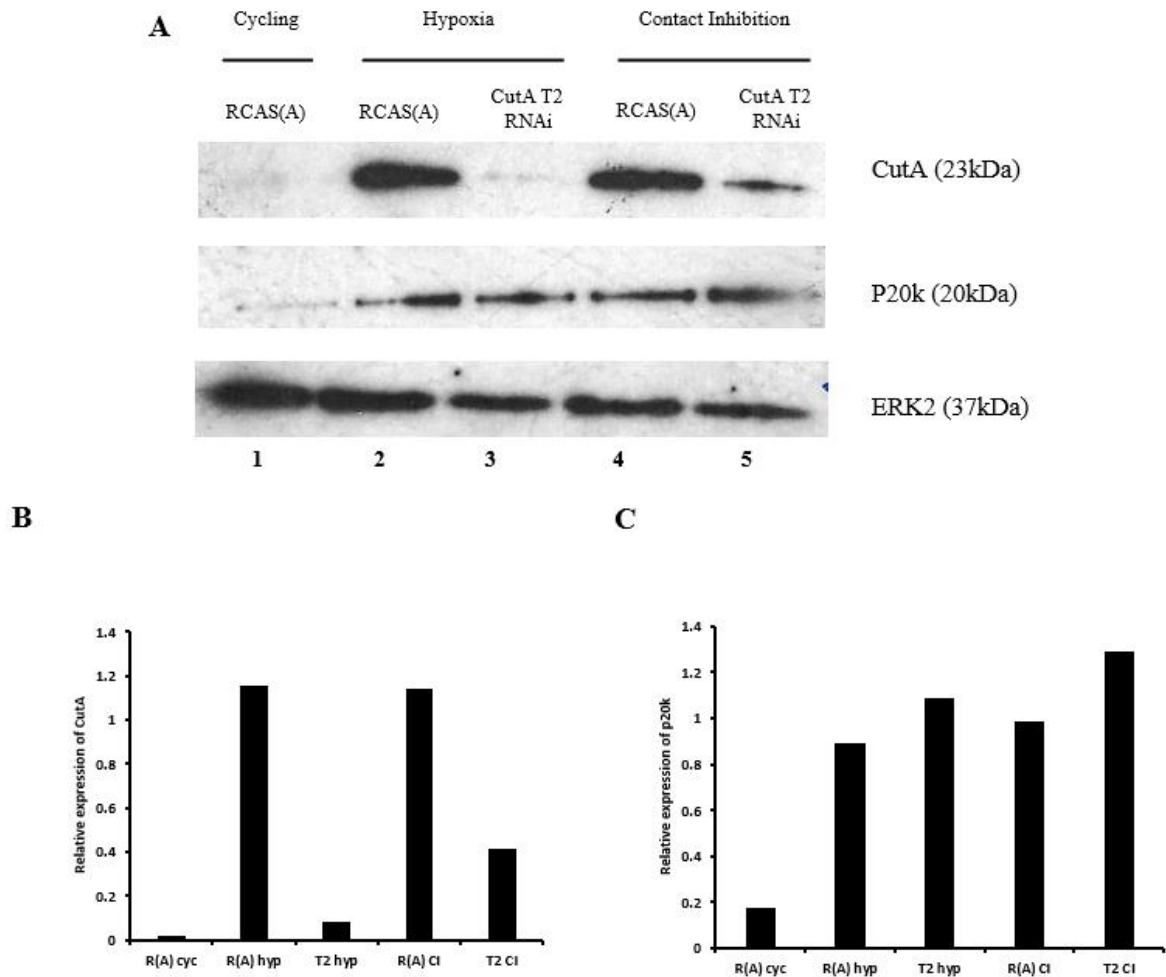 A
Cycling
Hypoxia
Contact Inhibition
RCAS(A)
RCAS(A)
CutA T2
RNAi
RCAS(A)
CutA T2
RNAi
CutA (23kDa)
P20k (20kDa)
ERK2 (37kDa)
1 2 3 4 5
B
Relative expression of CutA
1.4
1.2
1
0.8
0.6
0.4
0.2
0
R(A) cyc R(A) hyp T2 hyp R(A) CI T2 CI
C
Relative expression of p20k
1.4
1.2
1
0.8
0.6
0.4
0.2
0
R(A) cyc R(A) hyp T2 hyp R(A) CI T2 CI